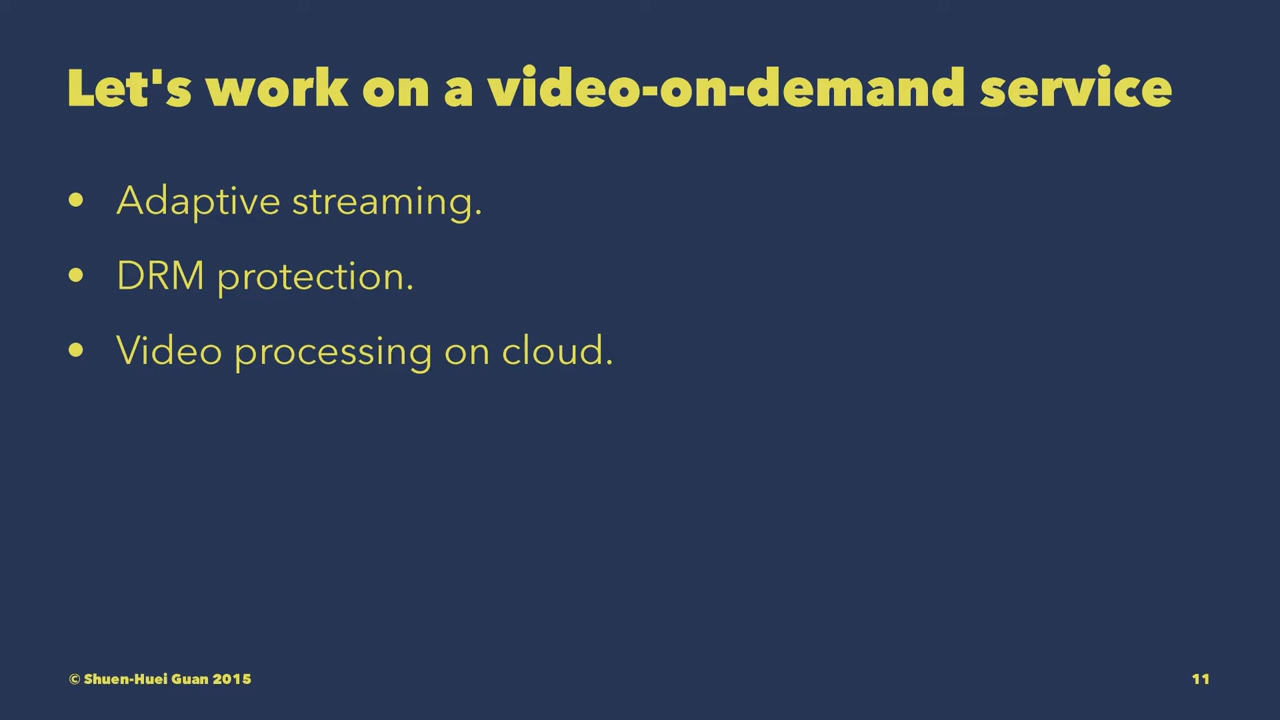 Let's work on a video-on-demand service
• Adaptive streaming.
• DRM protection.
• Video processing on cloud.
© Shuen-Huei Guan 2015
11